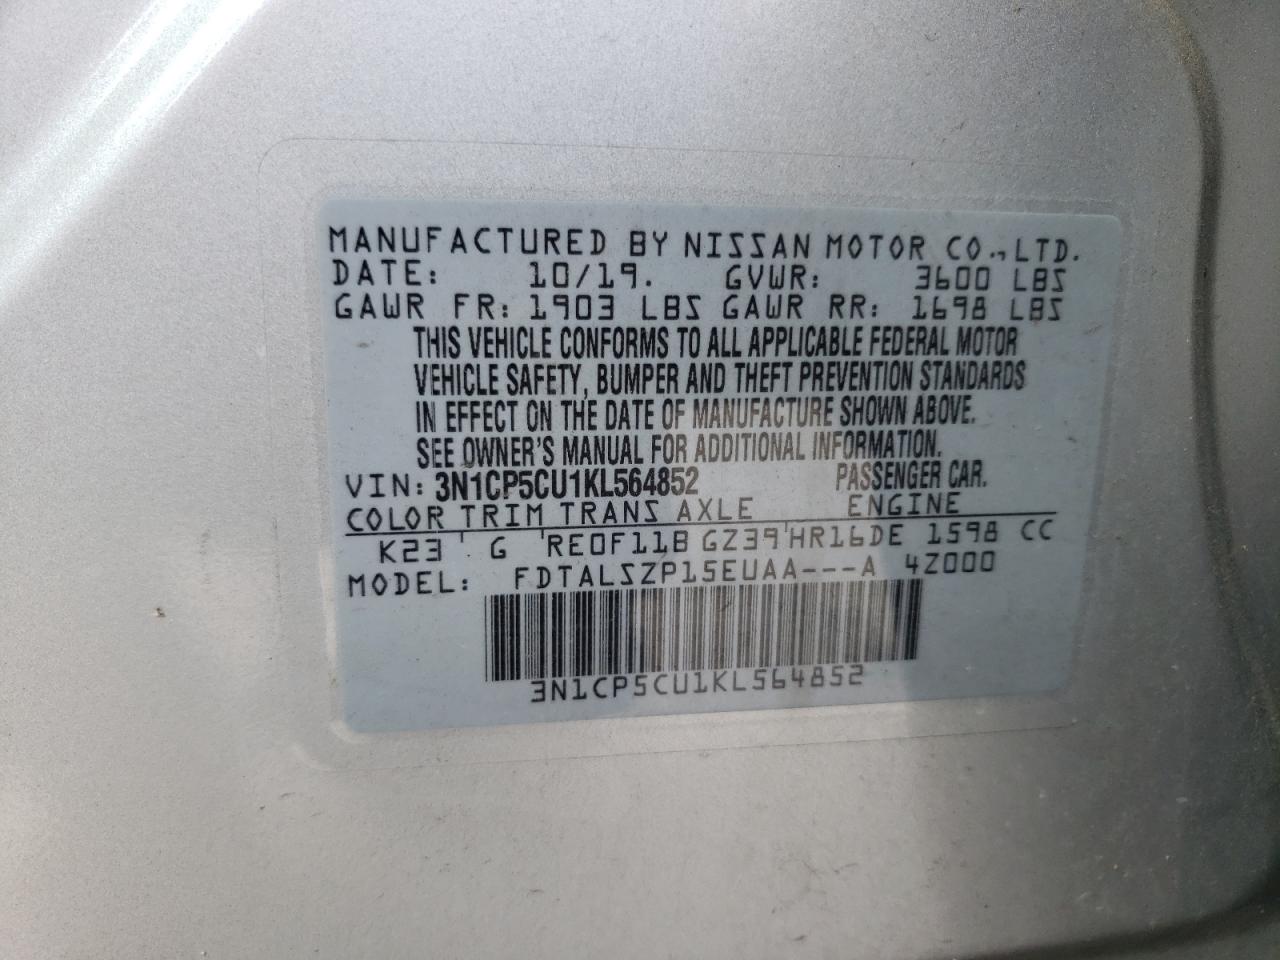 MANUFACTURED BY NISSAN MOTOR CO., LTD.
DATE: 10/19. GVWR: 3600 LBS
GAWR FR: 1903 LBS GAWR RR: 1698 LBS
THIS VEHICLE CONFORMS TO ALL APPLICABLE FEDERAL MOTOR
VEHICLE SAFETY, BUMPER AND THEFT PREVENTION STANDARDS
IN EFFECT ON THE DATE OF MANUFACTURE SHOWN ABOVE.
SEE OWNER'S MANUAL FOR ADDITIONAL INFORMATION.
VIN: 3N1CP5CU1KL564852 PASSENGER CAR.
COLOR TRIM TRANS AXLE ENGINE
K23 G RE0F11B GZ39 HR16DE 1598 CC
MODEL: FDTALSZP15EUAA---A 4Z000
3N1CP5CU1KL564852